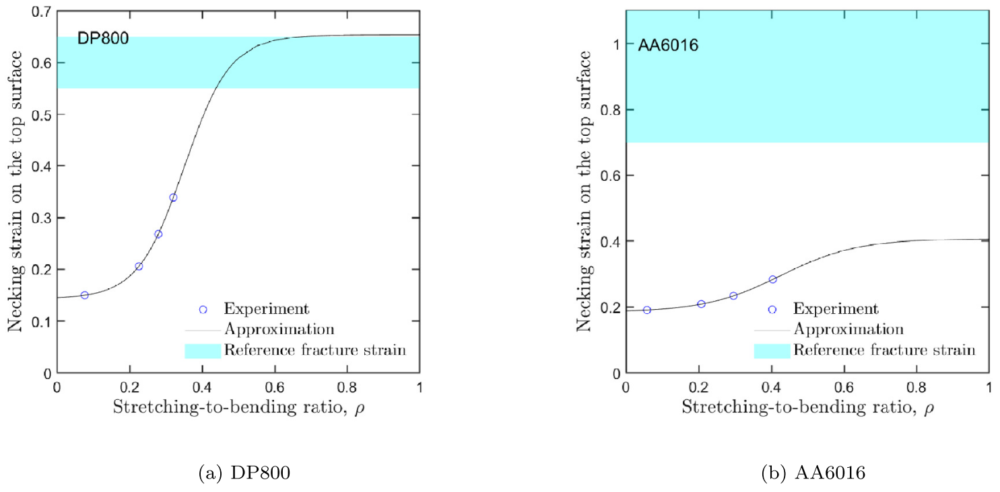 Necking strain on the top surface
0.7
0.6
0.5
0.4
0.3
0.2
0.1
0
DP800
Experiment
Approximation
Reference fracture strain
0 0.2 0.4 0.6 0.8 1
Stretching-to-bending ratio, ρ
(a) DP800
Necking strain on the top surface
1
0.8
0.6
0.4
0.2
0
AA6016
Experiment
Approximation
Reference fracture strain
0 0.2 0.4 0.6 0.8 1
Stretching-to-bending ratio, ρ
(b) AA6016